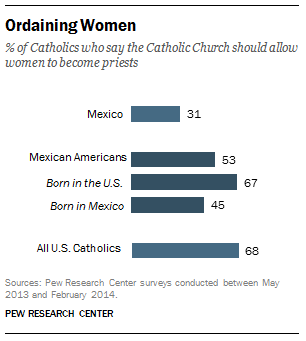 Ordaining Women
% of Catholics who say the Catholic Church should allow
women to become priests
Mexico 31
Mexican Americans 53
Born in the U.S. 67
Born in Mexico 45
All U.S. Catholics 68
Sources: Pew Research Center surveys conducted between May
2013 and February 2014.
PEW RESEARCH CENTER